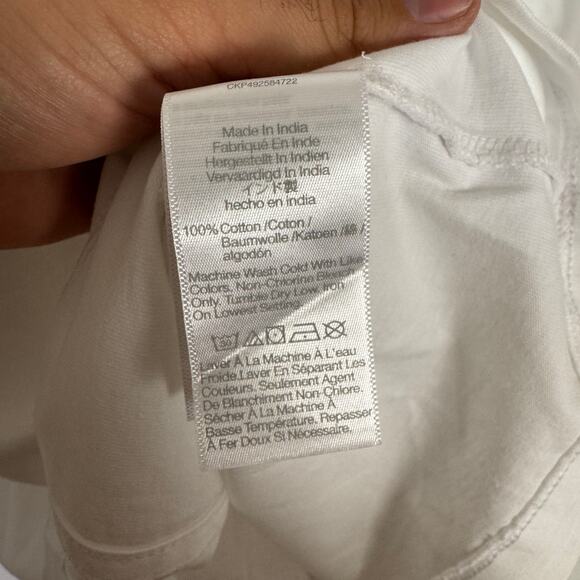 CKP492584722
Made In India
Fabriqué En Inde
Hergestellt In Indien
Vervaardigd In India
インド製
hecho en india
100% Cotton /Coton/
Baumwolle /Katoen /綿 /
algodón
Machine Wash Cold With Like
Colors. Non-Chlorine Bleach
Only. Tumble Dry Low. Iron
On Lowest Setting.
30
Laver À La Machine À L'eau
Froide Laver En Séparant Les
Couleurs. Seulement Agent
De Blanchiment Non-Chlore.
Sécher À La Machine À
Basse Température. Repasser
À Fer Doux Si Nécessaire.